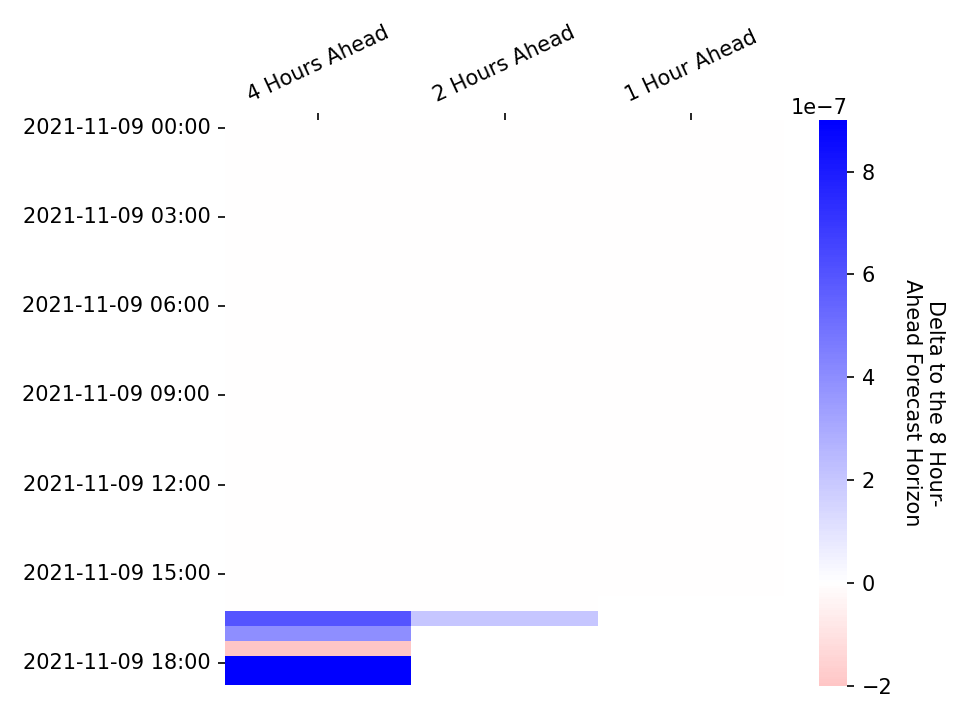 4 Hours Ahead
2 Hours Ahead
1 Hour Ahead
1e−7
2021-11-09 00:00
2021-11-09 03:00
2021-11-09 06:00
2021-11-09 09:00
2021-11-09 12:00
2021-11-09 15:00
2021-11-09 18:00
8
6
4
2
0
−2
Delta to the 8 Hour-
Ahead Forecast Horizon